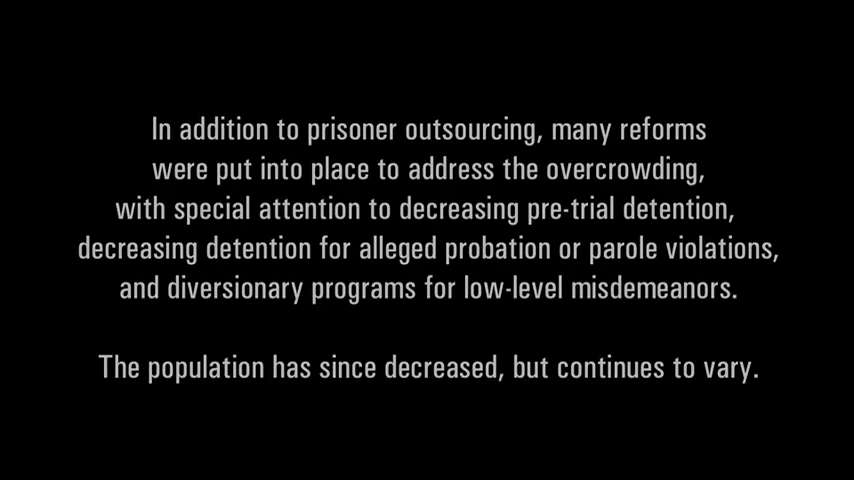 In addition to prisoner outsourcing, many reforms
were put into place to address the overcrowding,
with special attention to decreasing pre-trial detention,
decreasing detention for alleged probation or parole violations,
and diversionary programs for low-level misdemeanors.
The population has since decreased, but continues to vary.